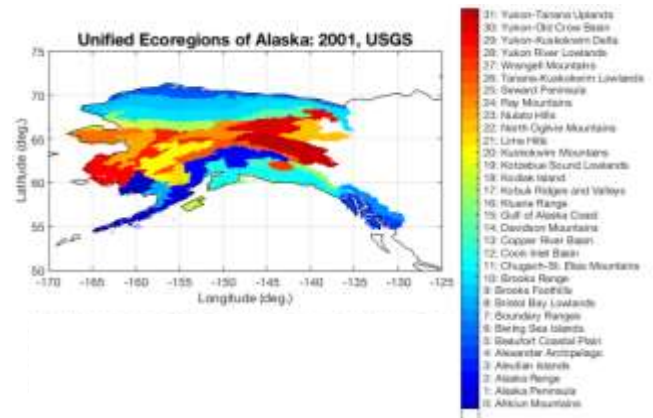 Unified Ecoregions of Alaska: 2001, USGS
75
70
65
60
55
50
Latitude (deg.)
-170 -165 -160 -155 -150 -145 -140 -135 -130 -125
Longitude (deg.)
31: Yukon-Tanana Uplands
30: Yukon-Old Crow Basin
29: Yukon-Kuskokwim Delta
28: Yukon River Lowlands
27: Wrangell Mountains
26: Tanana-Kuskokwim Lowlands
25: Seward Peninsula
24: Ray Mountains
23: Nulato Hills
22: North Ogilvie Mountains
21: Lime Hills
20: Kuskokwim Mountains
19: Kotzebue Sound Lowlands
18: Kodiak Island
17: Kobuk Ridges and Valleys
16: Kluane Range
15: Gulf of Alaska Coast
14: Davidson Mountains
13: Copper River Basin
12: Cook Inlet Basin
11: Chugach-St. Elias Mountains
10: Brooks Range
9: Brooks Foothills
8: Bristol Bay Lowlands
7: Boundary Ranges
6: Bering Sea Islands
5: Beaufort Coastal Plain
4: Alexander Archipelago
3: Aleutian Islands
2: Alaska Range
1: Alaska Peninsula
0: Ahklun Mountains